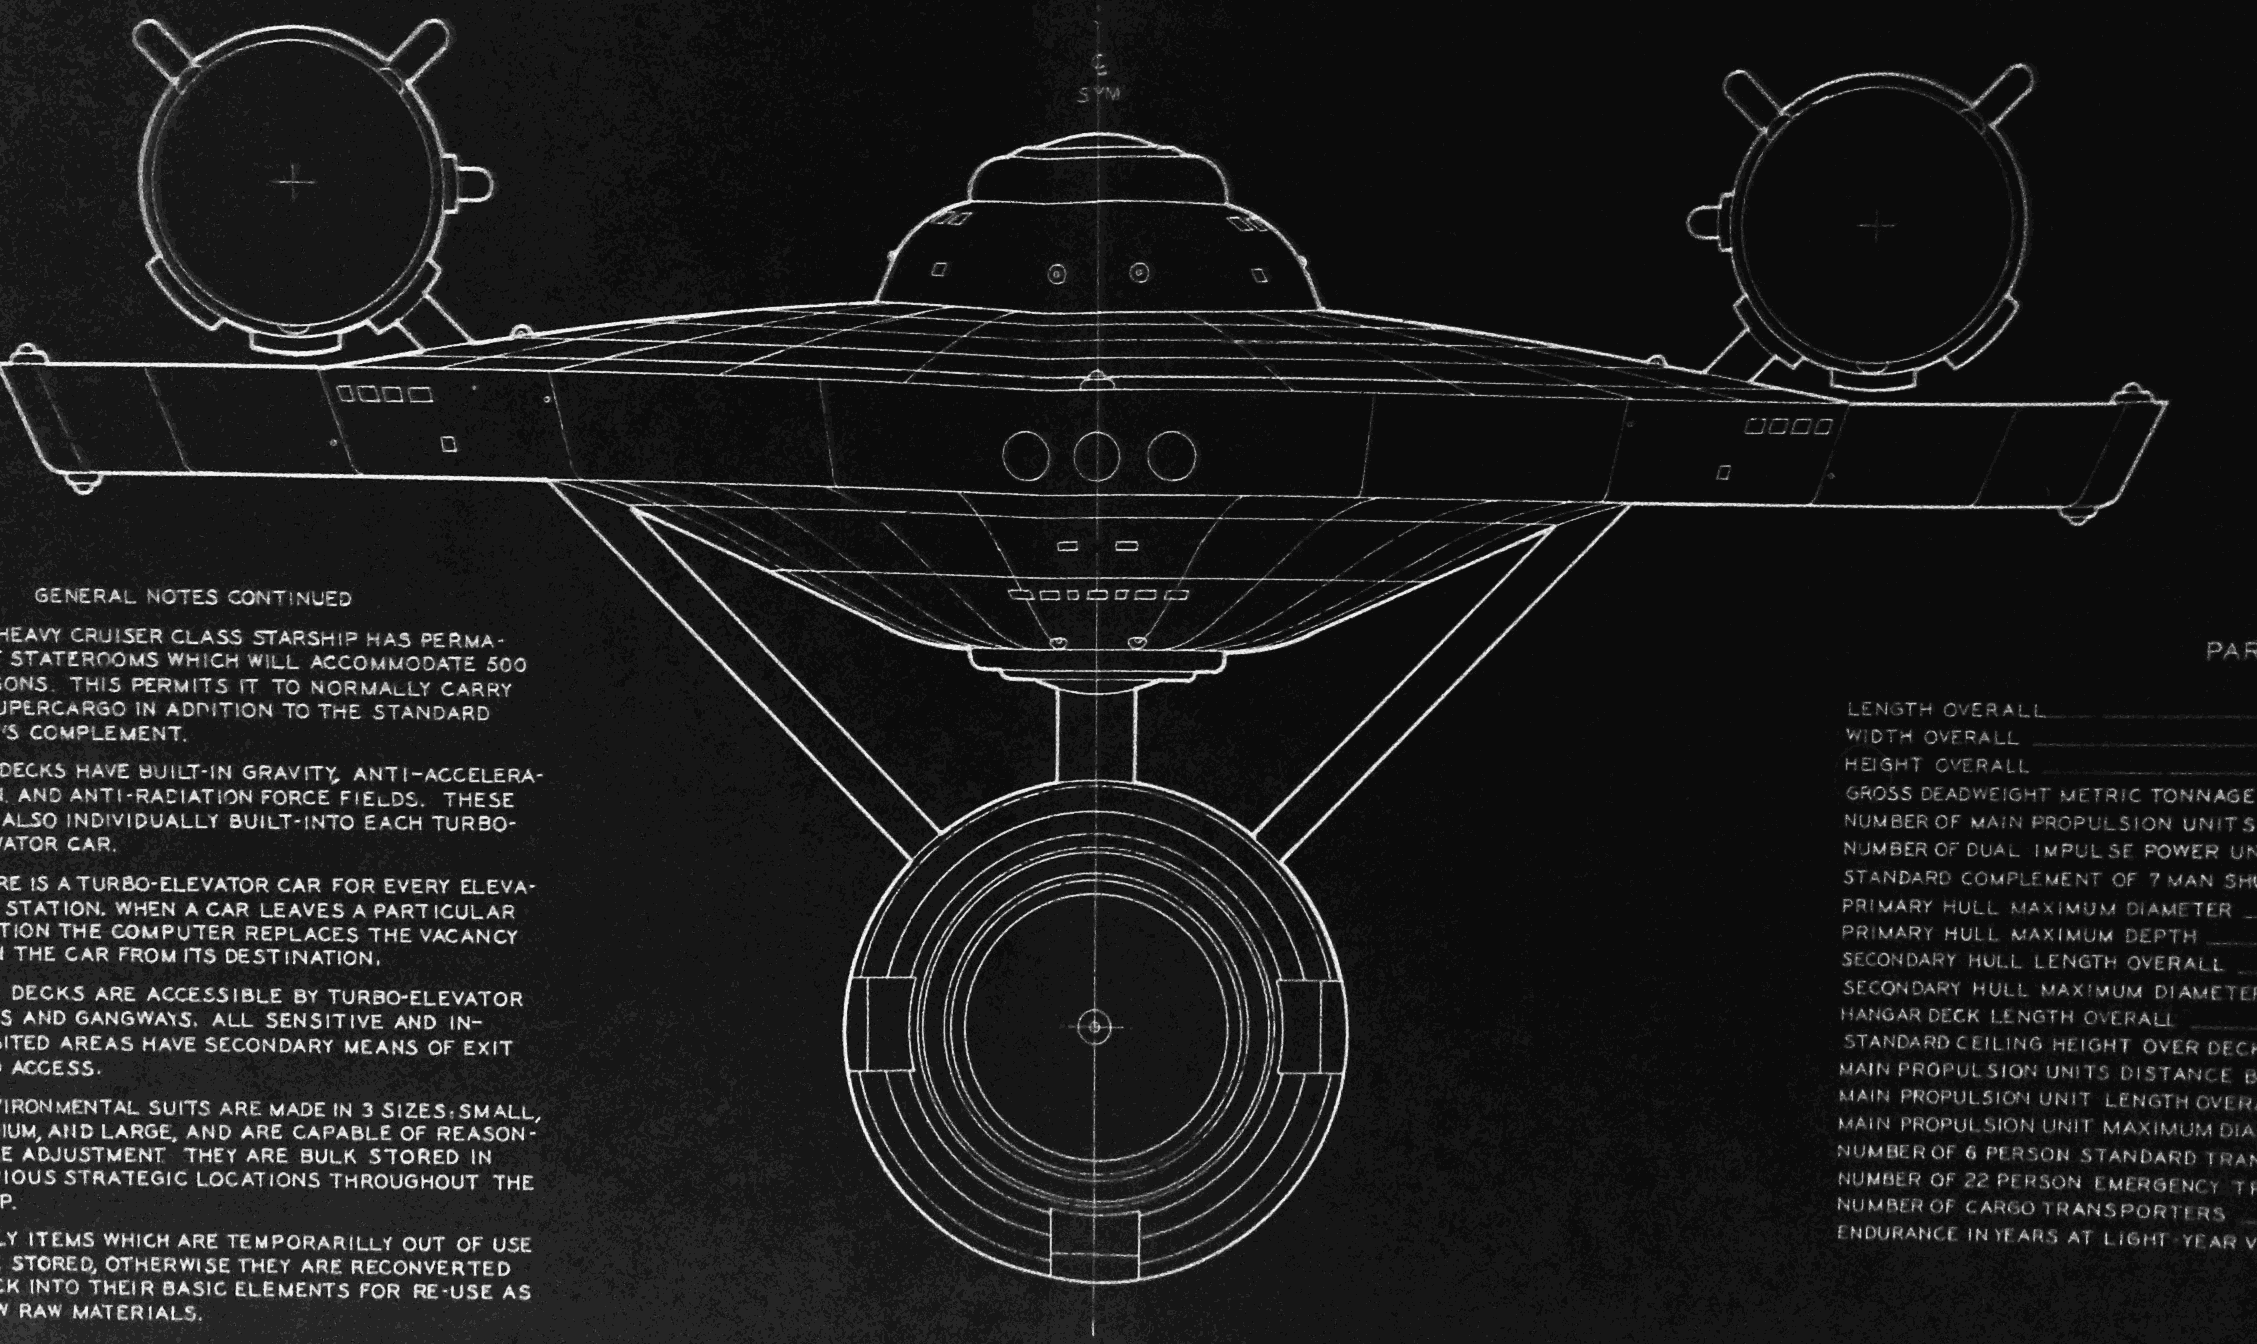 ℄
SYM
GENERAL NOTES CONTINUED
HEAVY CRUISER CLASS STARSHIP HAS PERMA-
STATEROOMS WHICH WILL ACCOMMODATE 500
SONS. THIS PERMITS IT TO NORMALLY CARRY
UPERCARGO IN ADDITION TO THE STANDARD
'S COMPLEMENT.
DECKS HAVE BUILT-IN GRAVITY, ANTI-ACCELERA-
AND ANTI-RADIATION FORCE FIELDS. THESE
ALSO INDIVIDUALLY BUILT-INTO EACH TURBO-
VATOR CAR.
RE IS A TURBO-ELEVATOR CAR FOR EVERY ELEVA-
STATION. WHEN A CAR LEAVES A PARTICULAR
TION THE COMPUTER REPLACES THE VACANCY
THE CAR FROM ITS DESTINATION.
DECKS ARE ACCESSIBLE BY TURBO-ELEVATOR
S AND GANGWAYS. ALL SENSITIVE AND IN-
BITED AREAS HAVE SECONDARY MEANS OF EXIT
ACCESS.
VIRONMENTAL SUITS ARE MADE IN 3 SIZES: SMALL,
IUM, AND LARGE, AND ARE CAPABLE OF REASON-
E ADJUSTMENT THEY ARE BULK STORED IN
IOUS STRATEGIC LOCATIONS THROUGHOUT THE
P.
LY ITEMS WHICH ARE TEMPORARILLY OUT OF USE
STORED, OTHERWISE THEY ARE RECONVERTED
CK INTO THEIR BASIC ELEMENTS FOR RE-USE AS
W RAW MATERIALS.
PAR
LENGTH OVERALL
WIDTH OVERALL
HEIGHT OVERALL
GROSS DEADWEIGHT METRIC TONNAGE
NUMBER OF MAIN PROPULSION UNITS
NUMBER OF DUAL IMPULSE POWER UN
STANDARD COMPLEMENT OF 7 MAN SHU
PRIMARY HULL MAXIMUM DIAMETER
PRIMARY HULL MAXIMUM DEPTH
SECONDARY HULL LENGTH OVERALL
SECONDARY HULL MAXIMUM DIAMETER
HANGAR DECK LENGTH OVERALL
STANDARD CEILING HEIGHT OVER DECK
MAIN PROPULSION UNITS DISTANCE B
MAIN PROPULSION UNIT LENGTH OVERA
MAIN PROPULSION UNIT MAXIMUM DIA
NUMBER OF 6 PERSON STANDARD TRAN
NUMBER OF 22 PERSON EMERGENCY TR
NUMBER OF CARGO TRANSPORTERS
ENDURANCE IN YEARS AT LIGHT-YEAR V